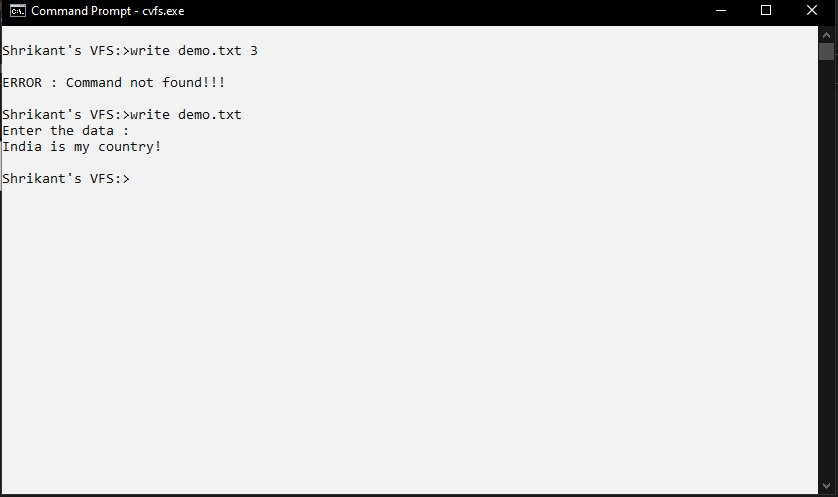 Command Prompt - cvfs.exe
Shrikant's VFS:>write demo.txt 3
ERROR : Command not found!!!
Shrikant's VFS:>write demo.txt
Enter the data :
India is my country!
Shrikant's VFS:>